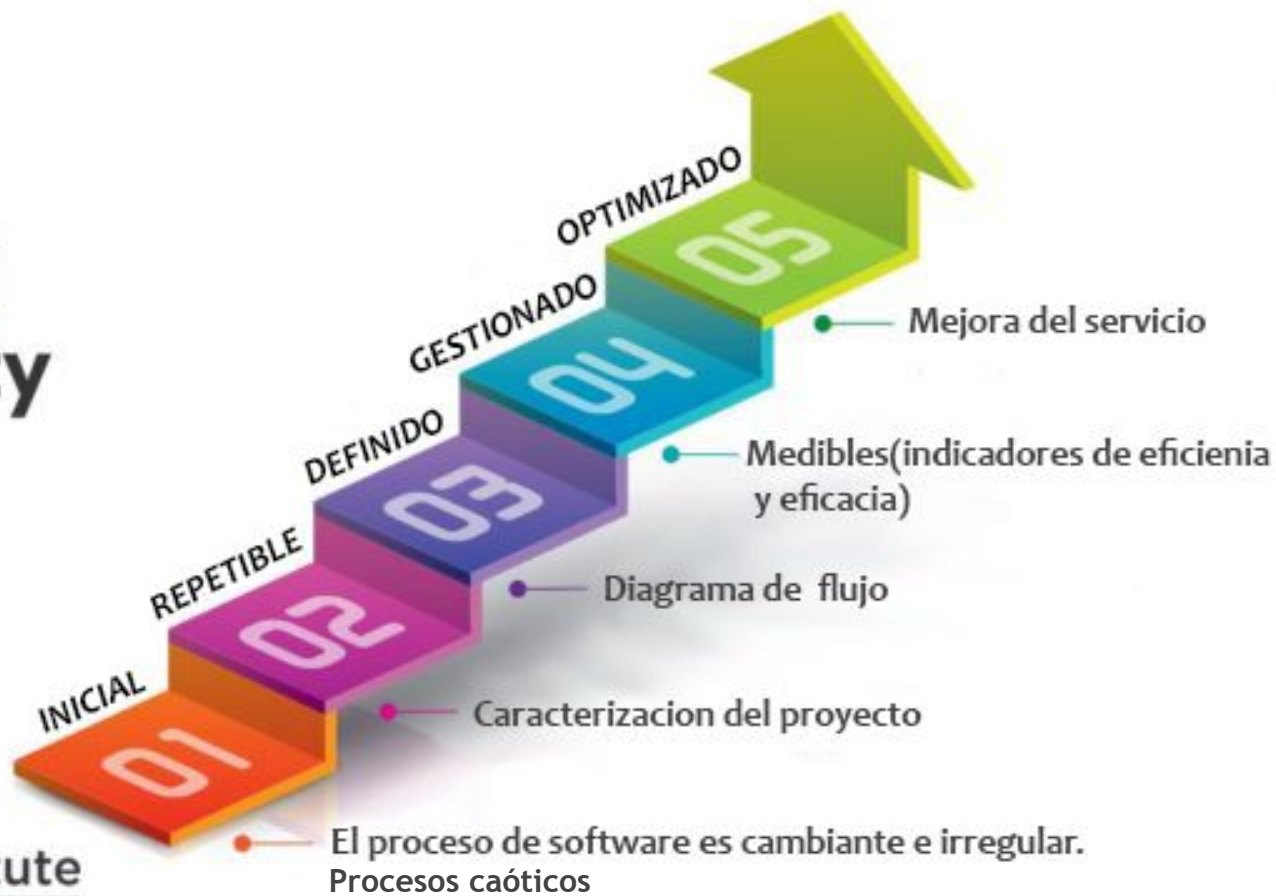 OPTIMIZADO
05
Mejora del servicio
GESTIONADO
04
Medibles(indicadores de eficienia
y eficacia)
DEFINIDO
03
Diagrama de flujo
REPETIBLE
02
Caracterizacion del proyecto
INICIAL
01
El proceso de software es cambiante e irregular.
Procesos caóticos